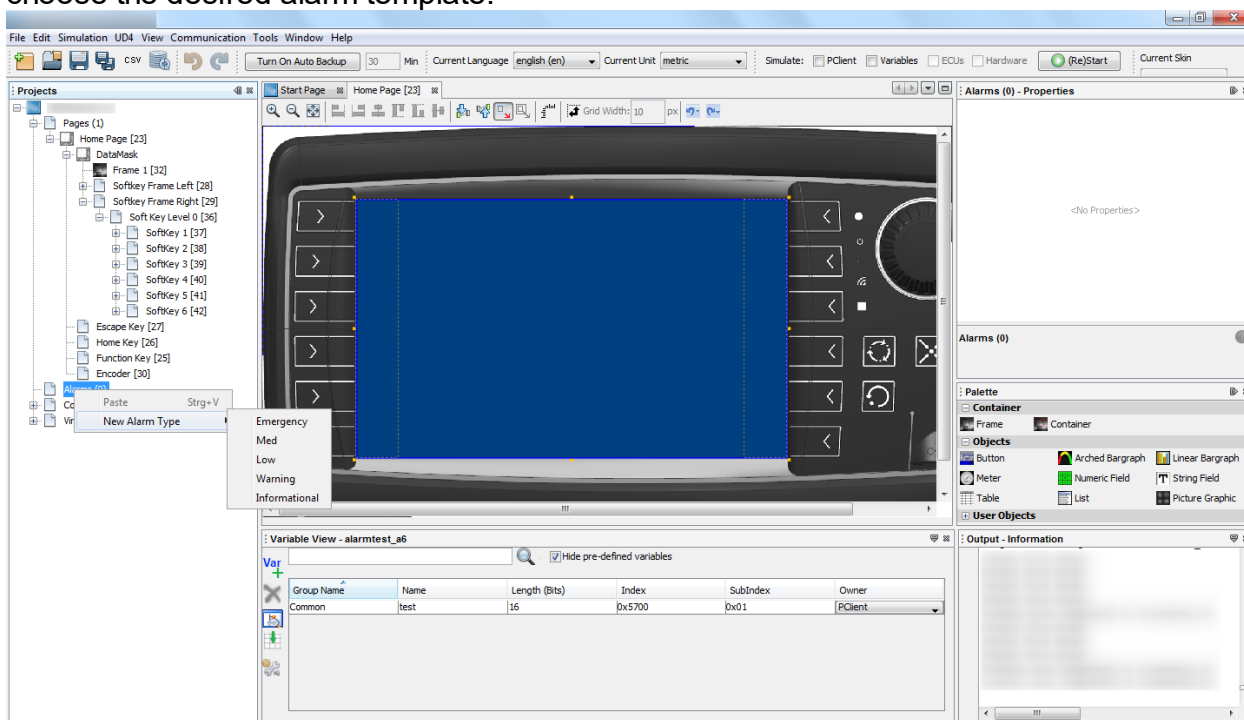 choose the desired alarm template.
File Edit Simulation UD4 View Communication Tools Window Help
CSV Turn On Auto Backup 30 Min Current Language english (en) Current Unit metric Simulate: PClient Variables ECUs Hardware (Re)Start Current Skin
Projects
Pages (1)
Home Page [23]
DataMask
Frame 1 [32]
Softkey Frame Left [28]
Softkey Frame Right [29]
Soft Key Level 0 [36]
SoftKey 1 [37]
SoftKey 2 [38]
SoftKey 3 [39]
SoftKey 4 [40]
SoftKey 5 [41]
SoftKey 6 [42]
Escape Key [27]
Home Key [26]
Function Key [25]
Encoder [30]
Alarms (0)
Co
Vir
Paste Strg+V
New Alarm Type
Emergency
Med
Low
Warning
Informational
Start Page Home Page [23]
Grid Width: 10 px
Alarms (0) - Properties
<No Properties>
Alarms (0)
Palette
Container
Frame Container
Objects
Button Arched Bargraph Linear Bargraph
Meter Numeric Field String Field
Table List Picture Graphic
User Objects
Variable View - alarmtest_a6
Var Hide pre-defined variables
Group Name Name Length (Bits) Index SubIndex Owner
Common test 16 0x5700 0x01 PClient
Output - Information